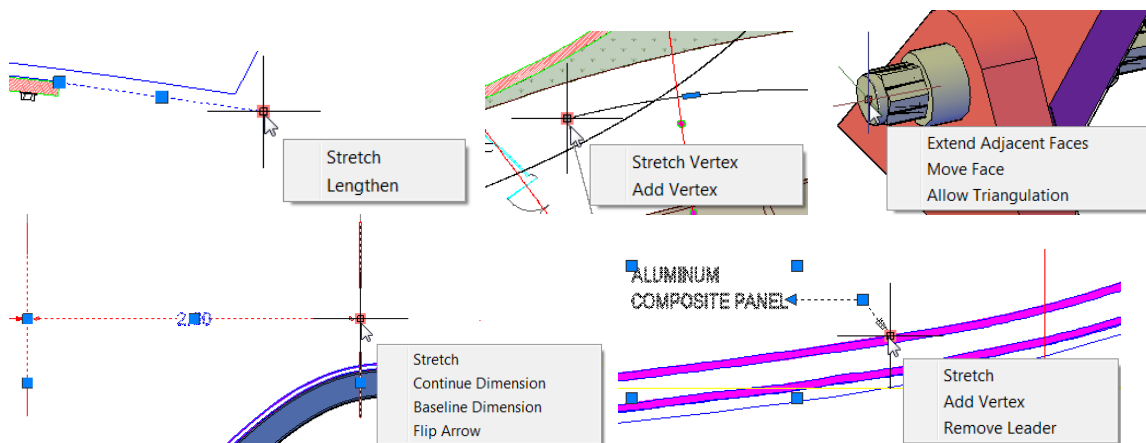 Stretch
Lengthen
Stretch Vertex
Add Vertex
Extend Adjacent Faces
Move Face
Allow Triangulation
Stretch
Continue Dimension
Baseline Dimension
Flip Arrow
ALUMINUM
COMPOSITE PANEL
Stretch
Add Vertex
Remove Leader